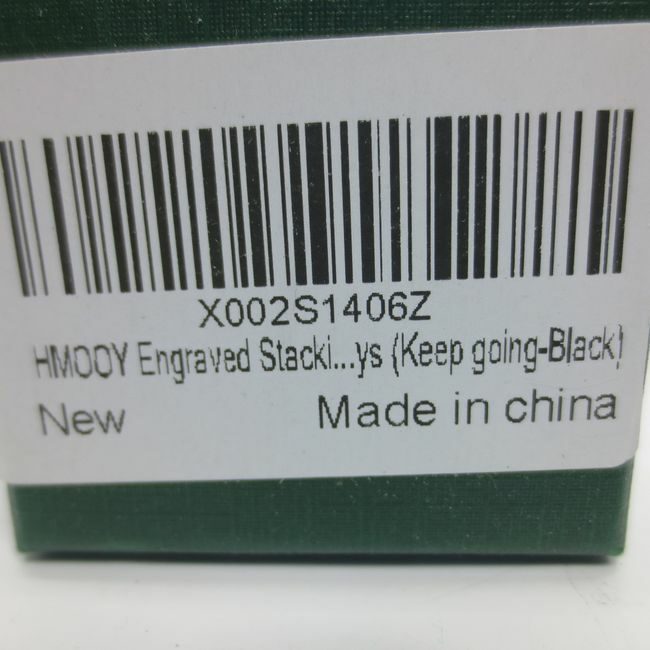 X002S1406Z
HMOOY Engraved Stacki...ys (Keep going-Black)
New
Made in china